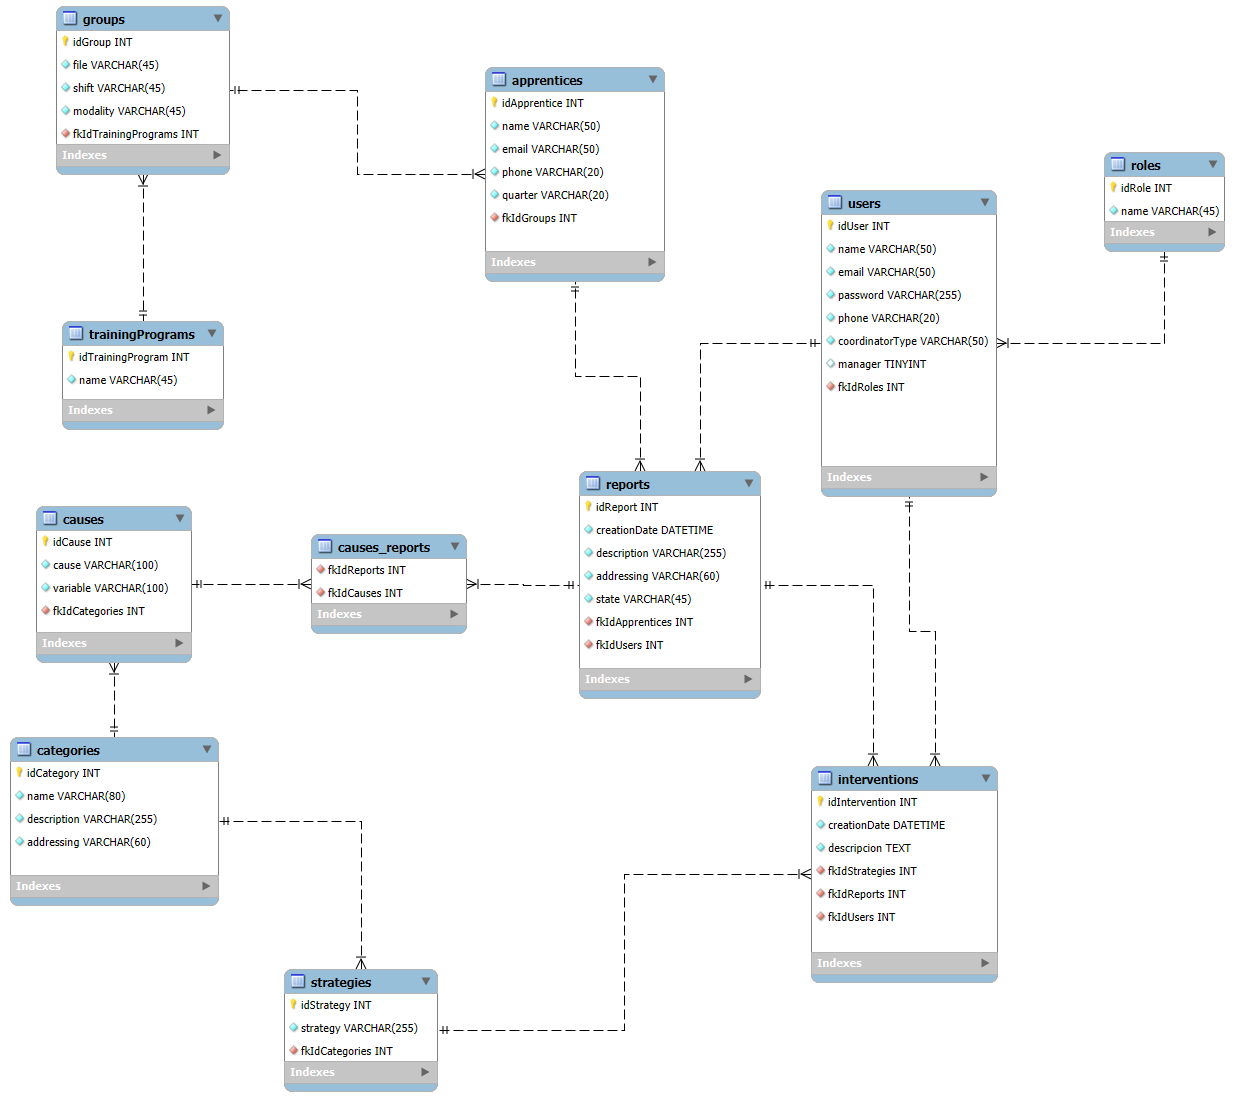 groups
idGroup INT
file VARCHAR(45)
shift VARCHAR(45)
modality VARCHAR(45)
fkIdTrainingPrograms INT
Indexes
apprentices
idApprentice INT
name VARCHAR(50)
email VARCHAR(50)
phone VARCHAR(20)
quarter VARCHAR(20)
fkIdGroups INT
Indexes
roles
idRole INT
name VARCHAR(45)
Indexes
users
idUser INT
name VARCHAR(50)
email VARCHAR(50)
password VARCHAR(255)
phone VARCHAR(20)
coordinatorType VARCHAR(50)
manager TINYINT
fkIdRoles INT
Indexes
trainingPrograms
idTrainingProgram INT
name VARCHAR(45)
Indexes
reports
idReport INT
creationDate DATETIME
description VARCHAR(255)
addressing VARCHAR(60)
state VARCHAR(45)
fkIdApprentices INT
fkIdUsers INT
Indexes
causes
idCause INT
cause VARCHAR(100)
variable VARCHAR(100)
fkIdCategories INT
Indexes
causes_reports
fkIdReports INT
fkIdCauses INT
Indexes
categories
idCategory INT
name VARCHAR(80)
description VARCHAR(255)
addressing VARCHAR(60)
Indexes
interventions
idIntervention INT
creationDate DATETIME
descripcion TEXT
fkIdStrategies INT
fkIdReports INT
fkIdUsers INT
Indexes
strategies
idStrategy INT
strategy VARCHAR(255)
fkIdCategories INT
Indexes